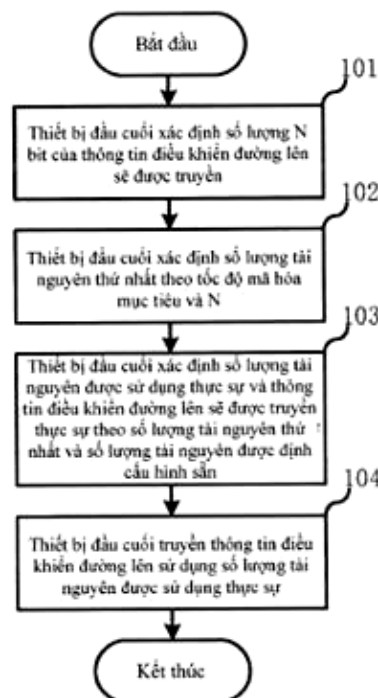 Bắt đầu
101
Thiết bị đầu cuối xác định số lượng N
bit của thông tin điều khiển đường lên
sẽ được truyền
102
Thiết bị đầu cuối xác định số lượng tài
nguyên thứ nhất theo tốc độ mã hóa
mục tiêu và N
103
Thiết bị đầu cuối xác định số lượng tài
nguyên được sử dụng thực sự và thông
tin điều khiển đường lên sẽ được truyền
thực sự theo số lượng tài nguyên thứ
nhất và số lượng tài nguyên được định
cấu hình sẵn
104
Thiết bị đầu cuối truyền thông tin điều
khiển đường lên sử dụng số lượng tài
nguyên được sử dụng thực sự
Kết thúc